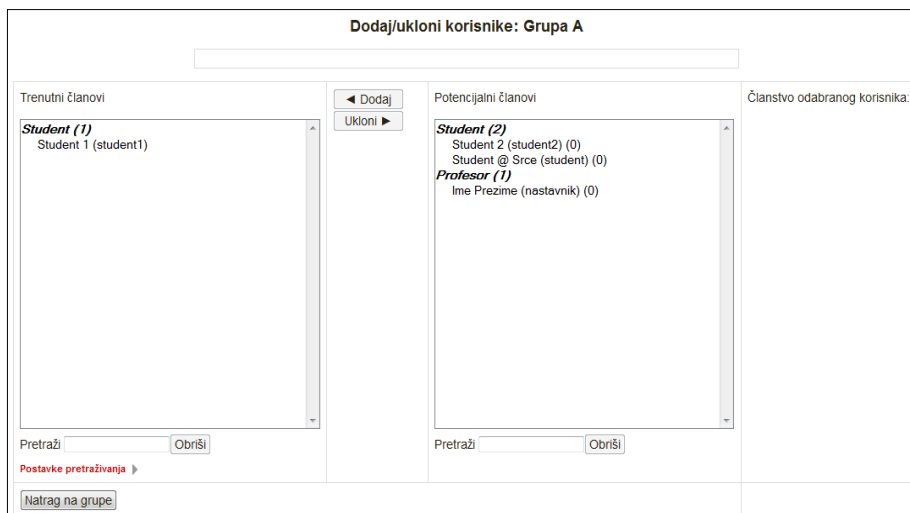 Dodaj/ukloni korisnike: Grupa A
Trenutni članovi
Student (1)
Student 1 (student1)
Pretraži
Obriši
Postavke pretraživanja
◄ Dodaj
Ukloni ►
Potencijalni članovi
Student (2)
Student 2 (student2) (0)
Student @ Srce (student) (0)
Profesor (1)
Ime Prezime (nastavnik) (0)
Pretraži
Obriši
Članstvo odabranog korisnika:
Natrag na grupe